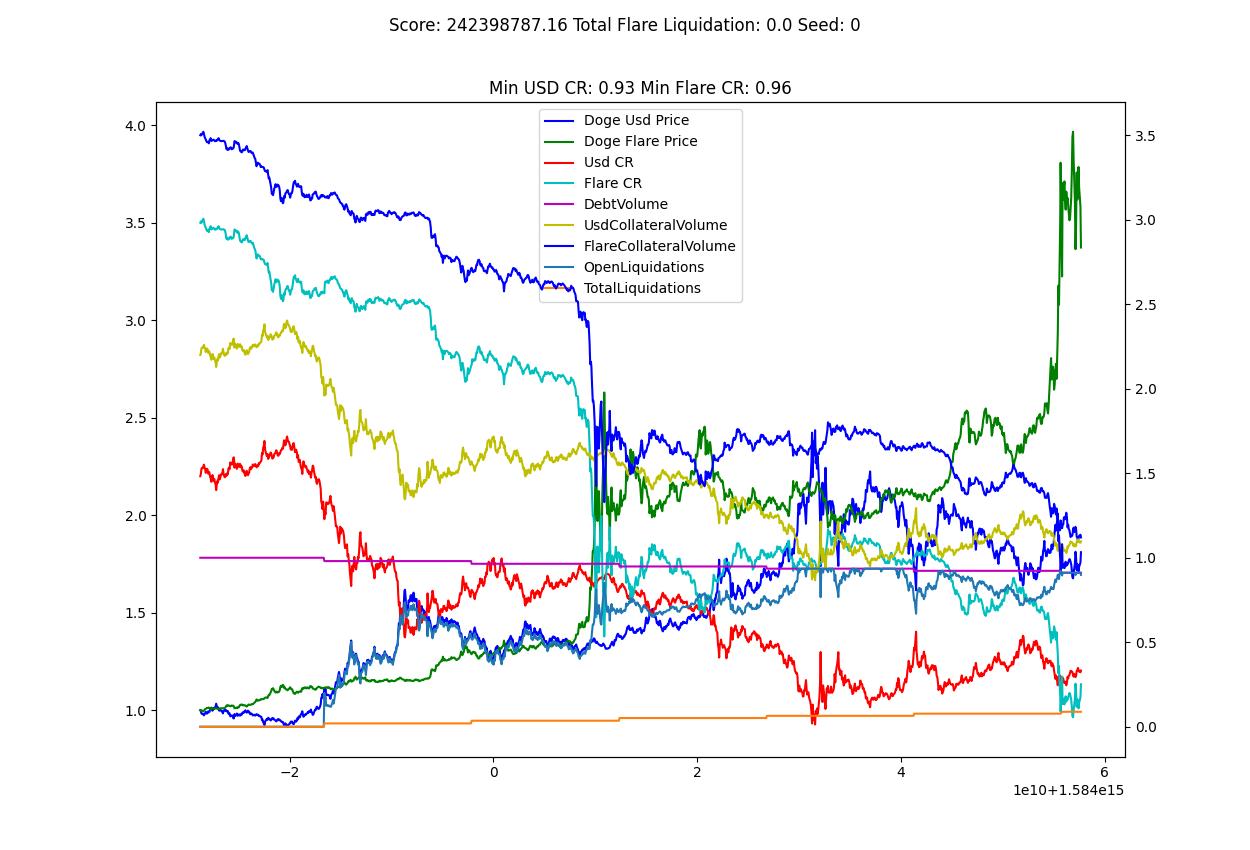 Score: 242398787.16 Total Flare Liquidation: 0.0 Seed: 0
Min USD CR: 0.93 Min Flare CR: 0.96
4.0
3.5
3.0
2.5
2.0
1.5
1.0
Doge Usd Price
Doge Flare Price
Usd CR
Flare CR
DebtVolume
UsdCollateralVolume
FlareCollateralVolume
OpenLiquidations
TotalLiquidations
3.5
3.0
2.5
2.0
1.5
1.0
0.5
0.0
−2 0 2 4 6
1e10+1.584e15